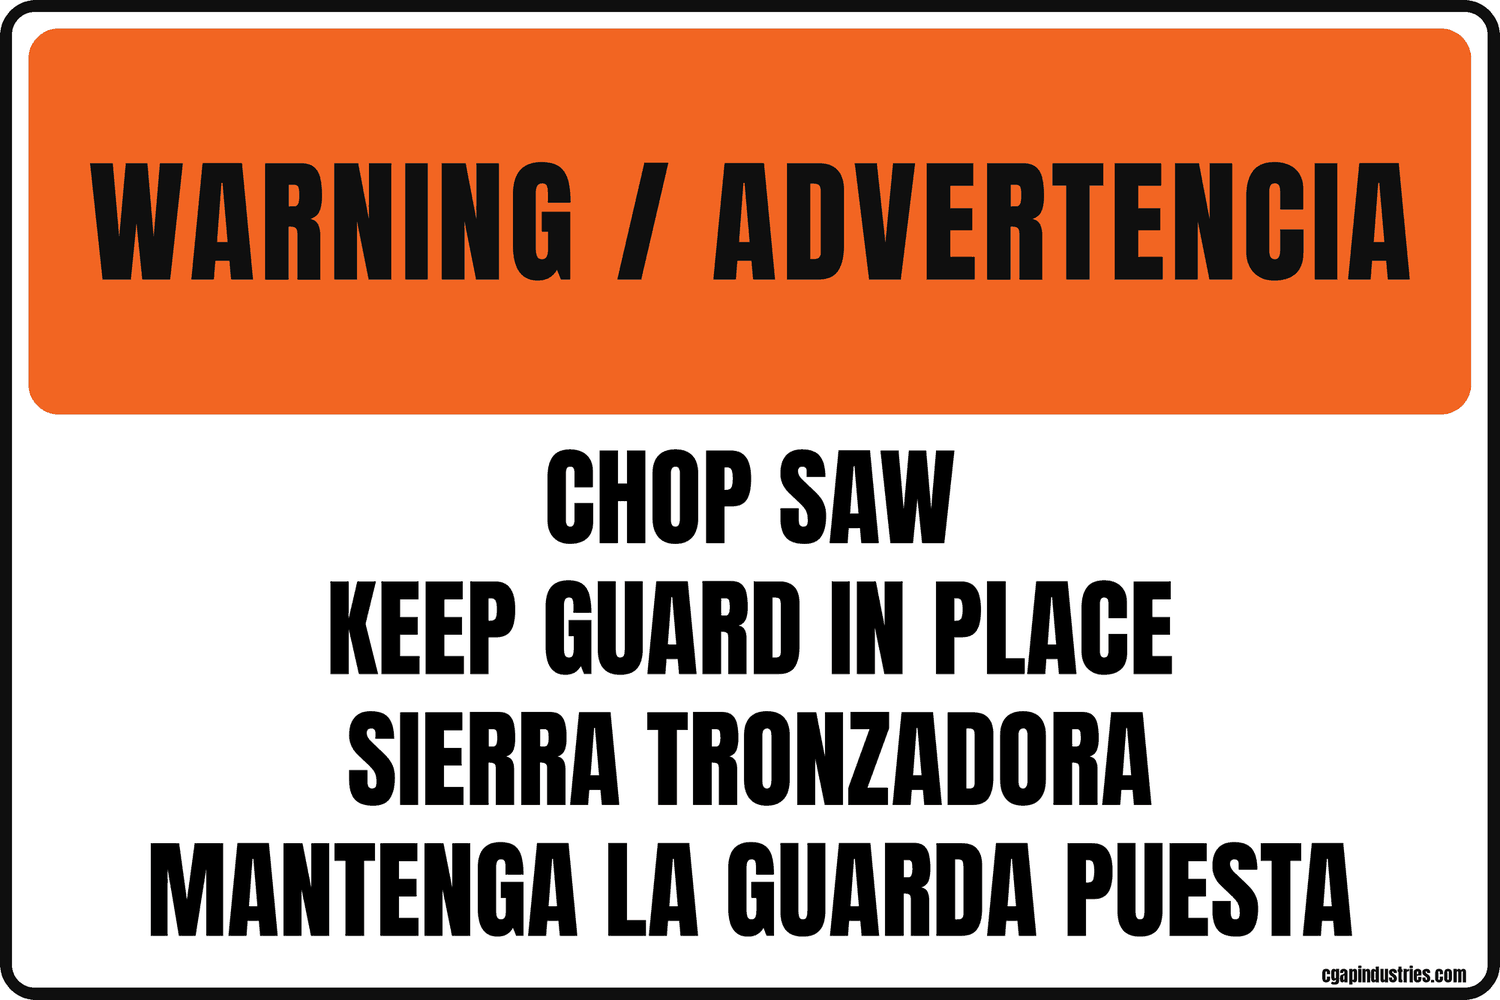 WARNING / ADVERTENCIA
CHOP SAW
KEEP GUARD IN PLACE
SIERRA TRONZADORA
MANTENGA LA GUARDA PUESTA
cgapindustries.com